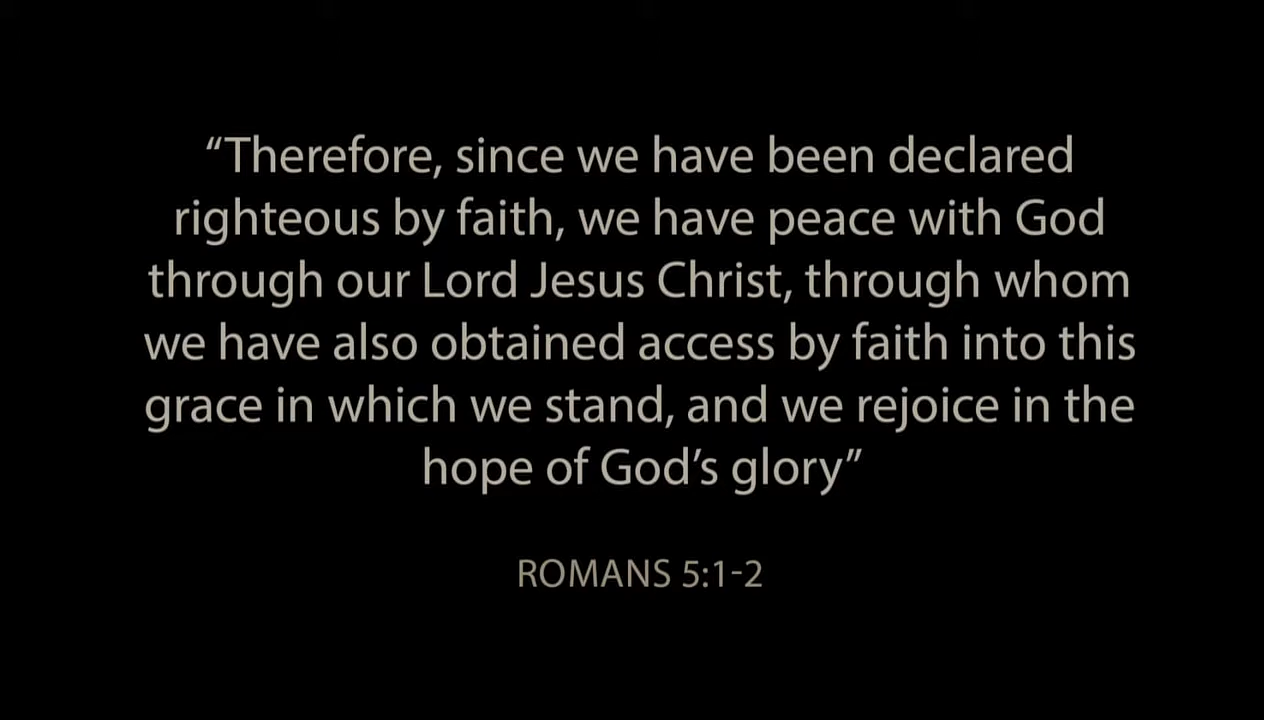 “Therefore, since we have been declared
righteous by faith, we have peace with God
through our Lord Jesus Christ, through whom
we have also obtained access by faith into this
grace in which we stand, and we rejoice in the
hope of God’s glory”
ROMANS 5:1-2